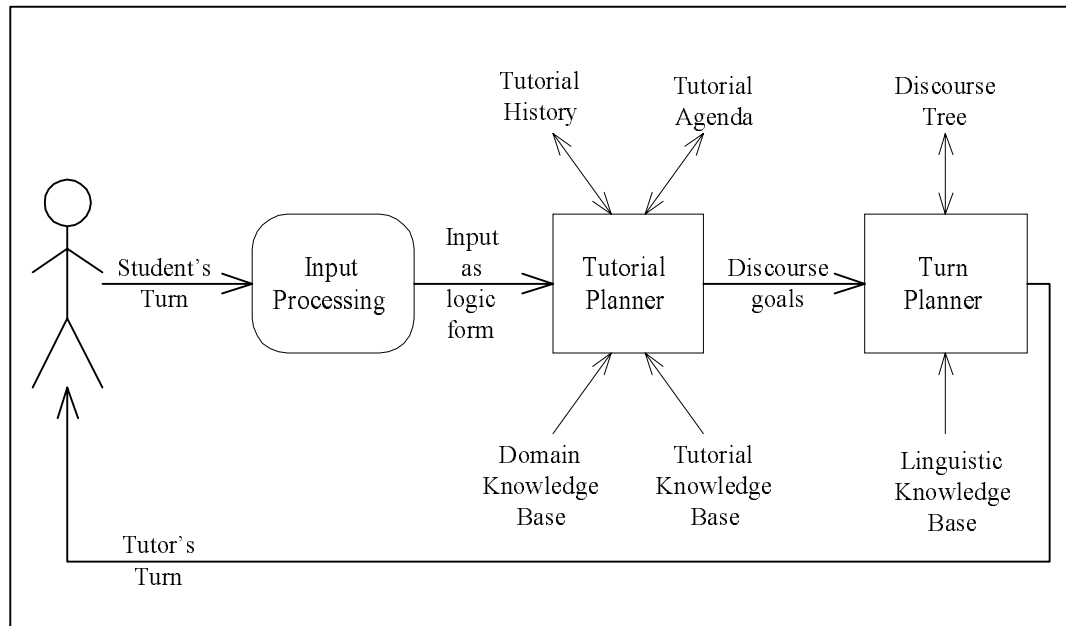 Tutorial
History
Tutorial
Agenda
Discourse
Tree
Student’s
Turn
Input
Processing
Input
as
logic
form
Tutorial
Planner
Discourse
goals
Turn
Planner
Domain
Knowledge
Base
Tutorial
Knowledge
Base
Linguistic
Knowledge
Base
Tutor’s
Turn